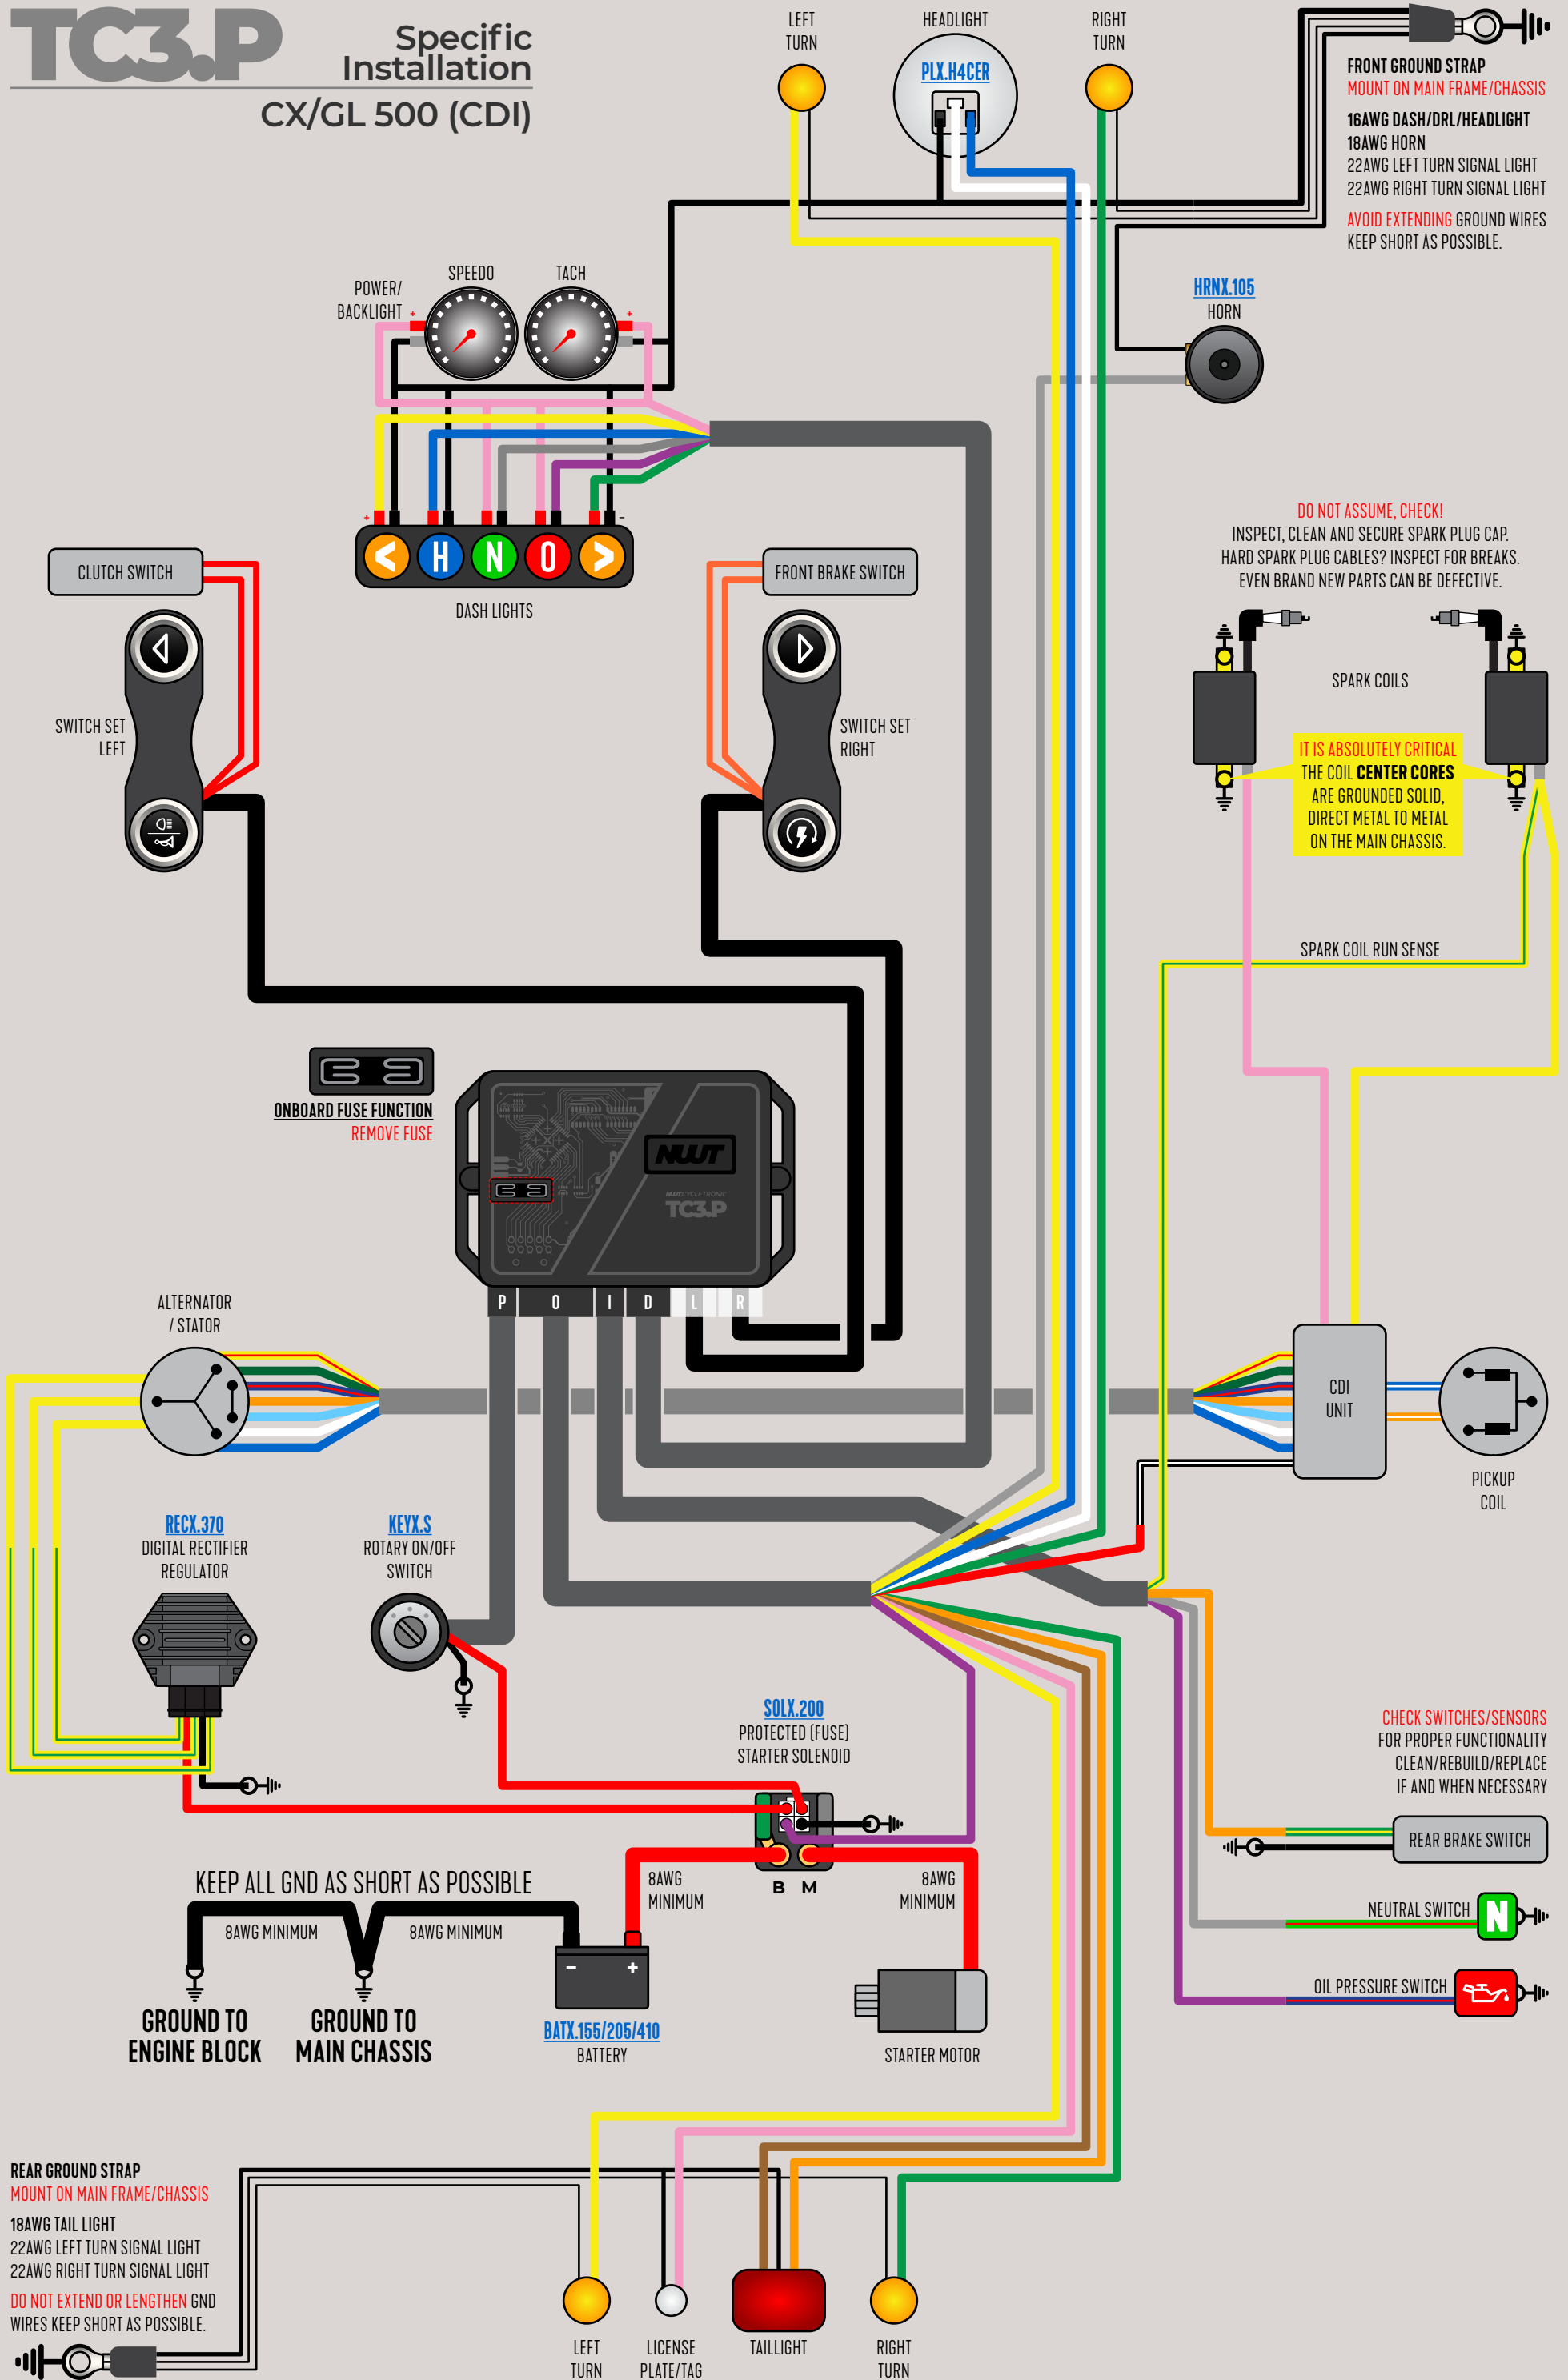 TC3.P
Specific
Installation
CX/GL 500 (CDI)
LEFT
TURN
HEADLIGHT
PLX.H4CER
RIGHT
TURN
FRONT GROUND STRAP
MOUNT ON MAIN FRAME/CHASSIS
16AWG DASH/DRL/HEADLIGHT
18AWG HORN
22AWG LEFT TURN SIGNAL LIGHT
22AWG RIGHT TURN SIGNAL LIGHT
AVOID EXTENDING GROUND WIRES
KEEP SHORT AS POSSIBLE.
POWER/
BACKLIGHT
SPEEDO
TACH
+
+
HRNX.105
HORN
+
–
< H N O >
DASH LIGHTS
CLUTCH SWITCH
FRONT BRAKE SWITCH
SWITCH SET
LEFT
SWITCH SET
RIGHT
DO NOT ASSUME, CHECK!
INSPECT, CLEAN AND SECURE SPARK PLUG CAP.
HARD SPARK PLUG CABLES? INSPECT FOR BREAKS.
EVEN BRAND NEW PARTS CAN BE DEFECTIVE.
SPARK COILS
IT IS ABSOLUTELY CRITICAL
THE COIL CENTER CORES
ARE GROUNDED SOLID,
DIRECT METAL TO METAL
ON THE MAIN CHASSIS.
SPARK COIL RUN SENSE
ONBOARD FUSE FUNCTION
REMOVE FUSE
NWT
NWT CYCLETRONIC
TC3.P
P O I D L R
ALTERNATOR
/ STATOR
CDI
UNIT
PICKUP
COIL
RECX.370
DIGITAL RECTIFIER
REGULATOR
KEYX.S
ROTARY ON/OFF
SWITCH
SOLX.200
PROTECTED (FUSE)
STARTER SOLENOID
B M
8AWG
MINIMUM
8AWG
MINIMUM
CHECK SWITCHES/SENSORS
FOR PROPER FUNCTIONALITY
CLEAN/REBUILD/REPLACE
IF AND WHEN NECESSARY
REAR BRAKE SWITCH
NEUTRAL SWITCH
N
OIL PRESSURE SWITCH
KEEP ALL GND AS SHORT AS POSSIBLE
8AWG MINIMUM
8AWG MINIMUM
– +
GROUND TO
ENGINE BLOCK
GROUND TO
MAIN CHASSIS
BATX.155/205/410
BATTERY
STARTER MOTOR
REAR GROUND STRAP
MOUNT ON MAIN FRAME/CHASSIS
18AWG TAIL LIGHT
22AWG LEFT TURN SIGNAL LIGHT
22AWG RIGHT TURN SIGNAL LIGHT
DO NOT EXTEND OR LENGTHEN GND
WIRES KEEP SHORT AS POSSIBLE.
LEFT
TURN
LICENSE
PLATE/TAG
TAILLIGHT
RIGHT
TURN